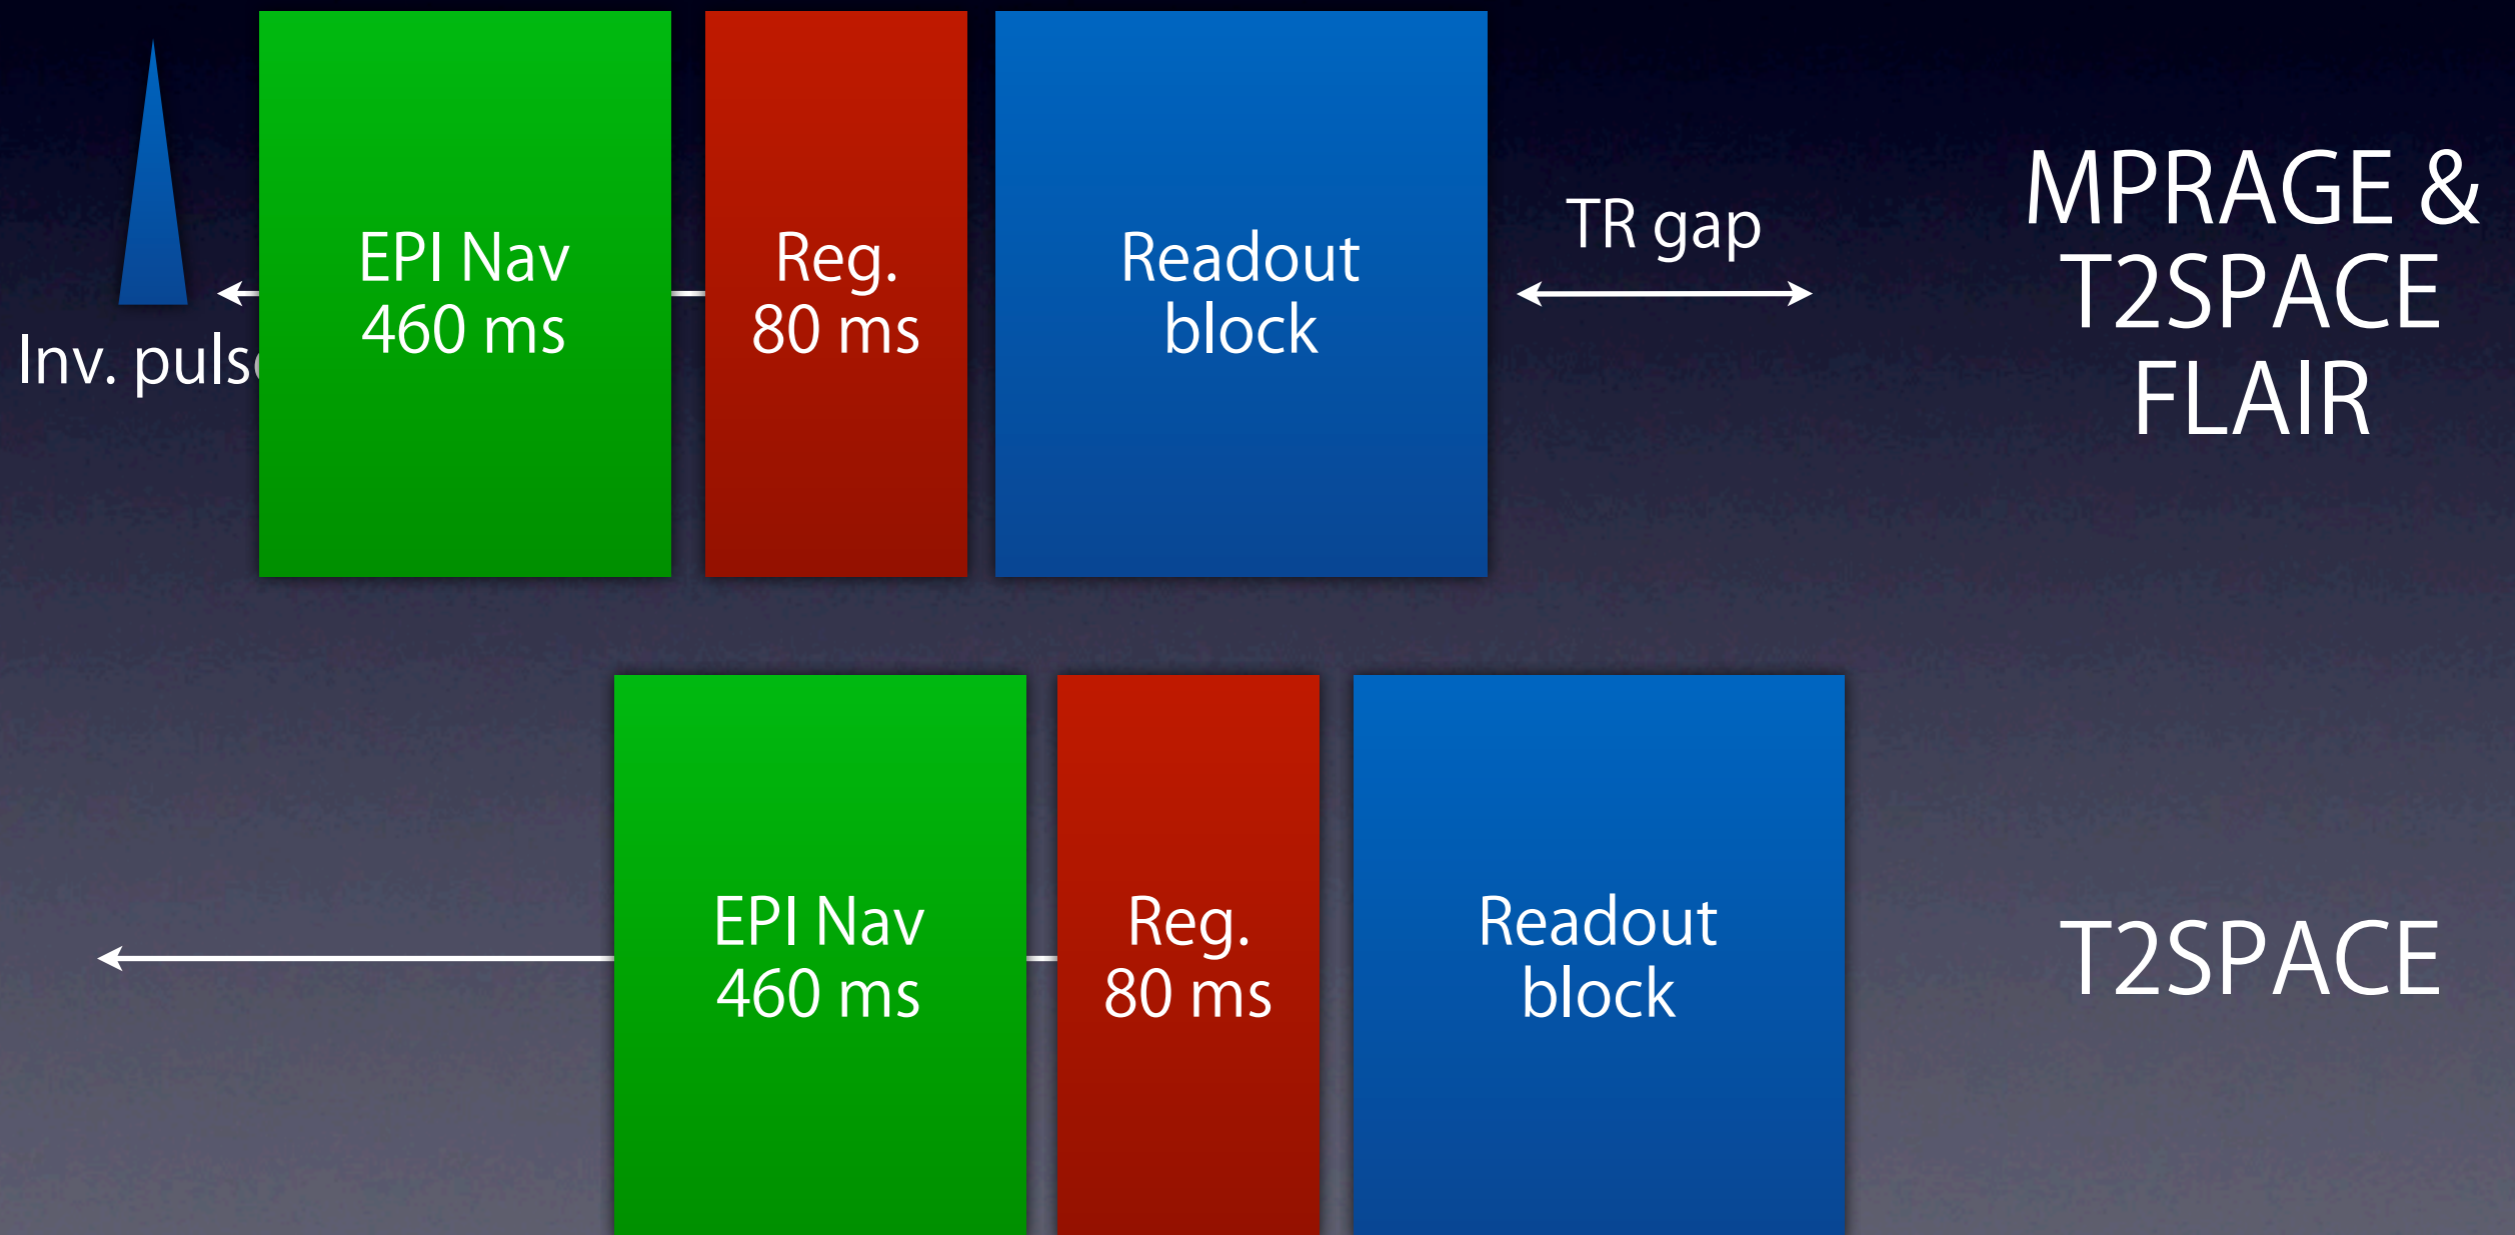 EPI Nav
460 ms
Reg.
80 ms
Readout
block
TR gap
MPRAGE &
T2SPACE
FLAIR
Inv. puls
EPI Nav
460 ms
Reg.
80 ms
Readout
block
T2SPACE